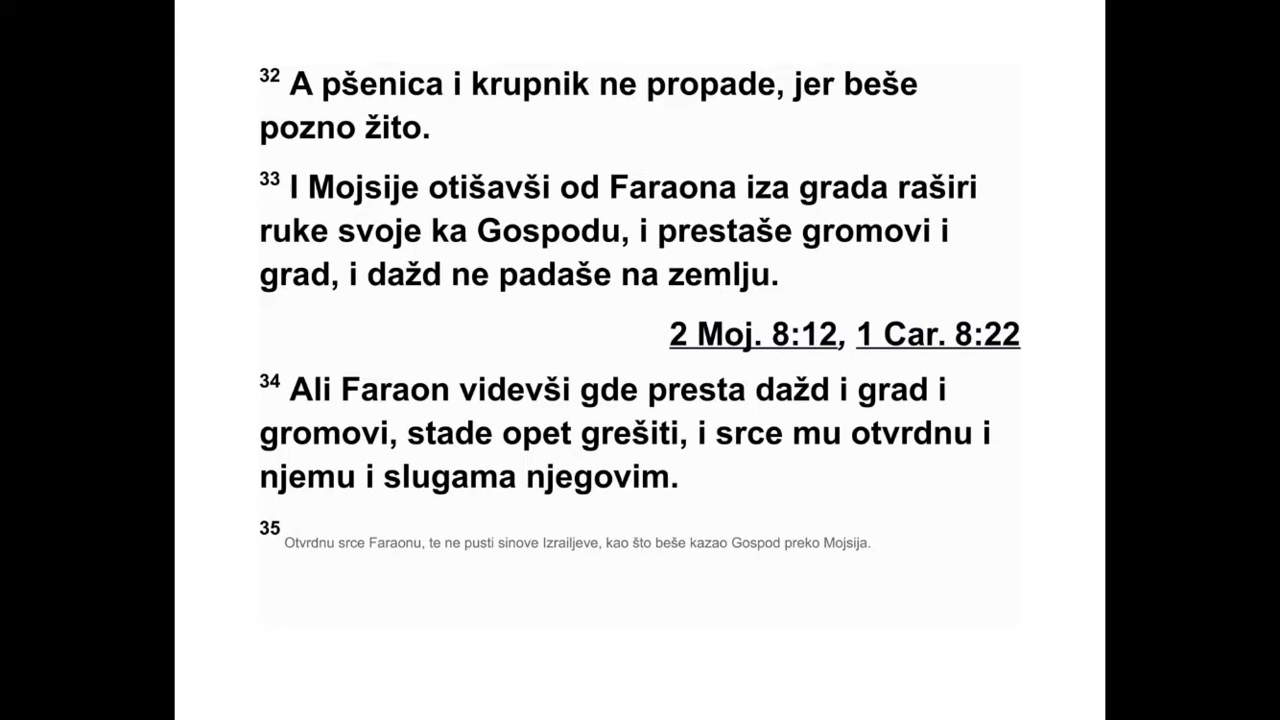 32 A pšenica i krupnik ne propade, jer beše
pozno žito.
33 I Mojsije otišavši od Faraona iza grada raširi
ruke svoje ka Gospodu, i prestaše gromovi i
grad, i dažd ne padaše na zemlju.
2 Moj. 8:12, 1 Car. 8:22
34 Ali Faraon videvši gde presta dažd i grad i
gromovi, stade opet grešiti, i srce mu otvrdnu i
njemu i slugama njegovim.
35 Otvrdnu srce Faraonu, te ne pusti sinove Izrailjeve, kao što beše kazao Gospod preko Mojsija.